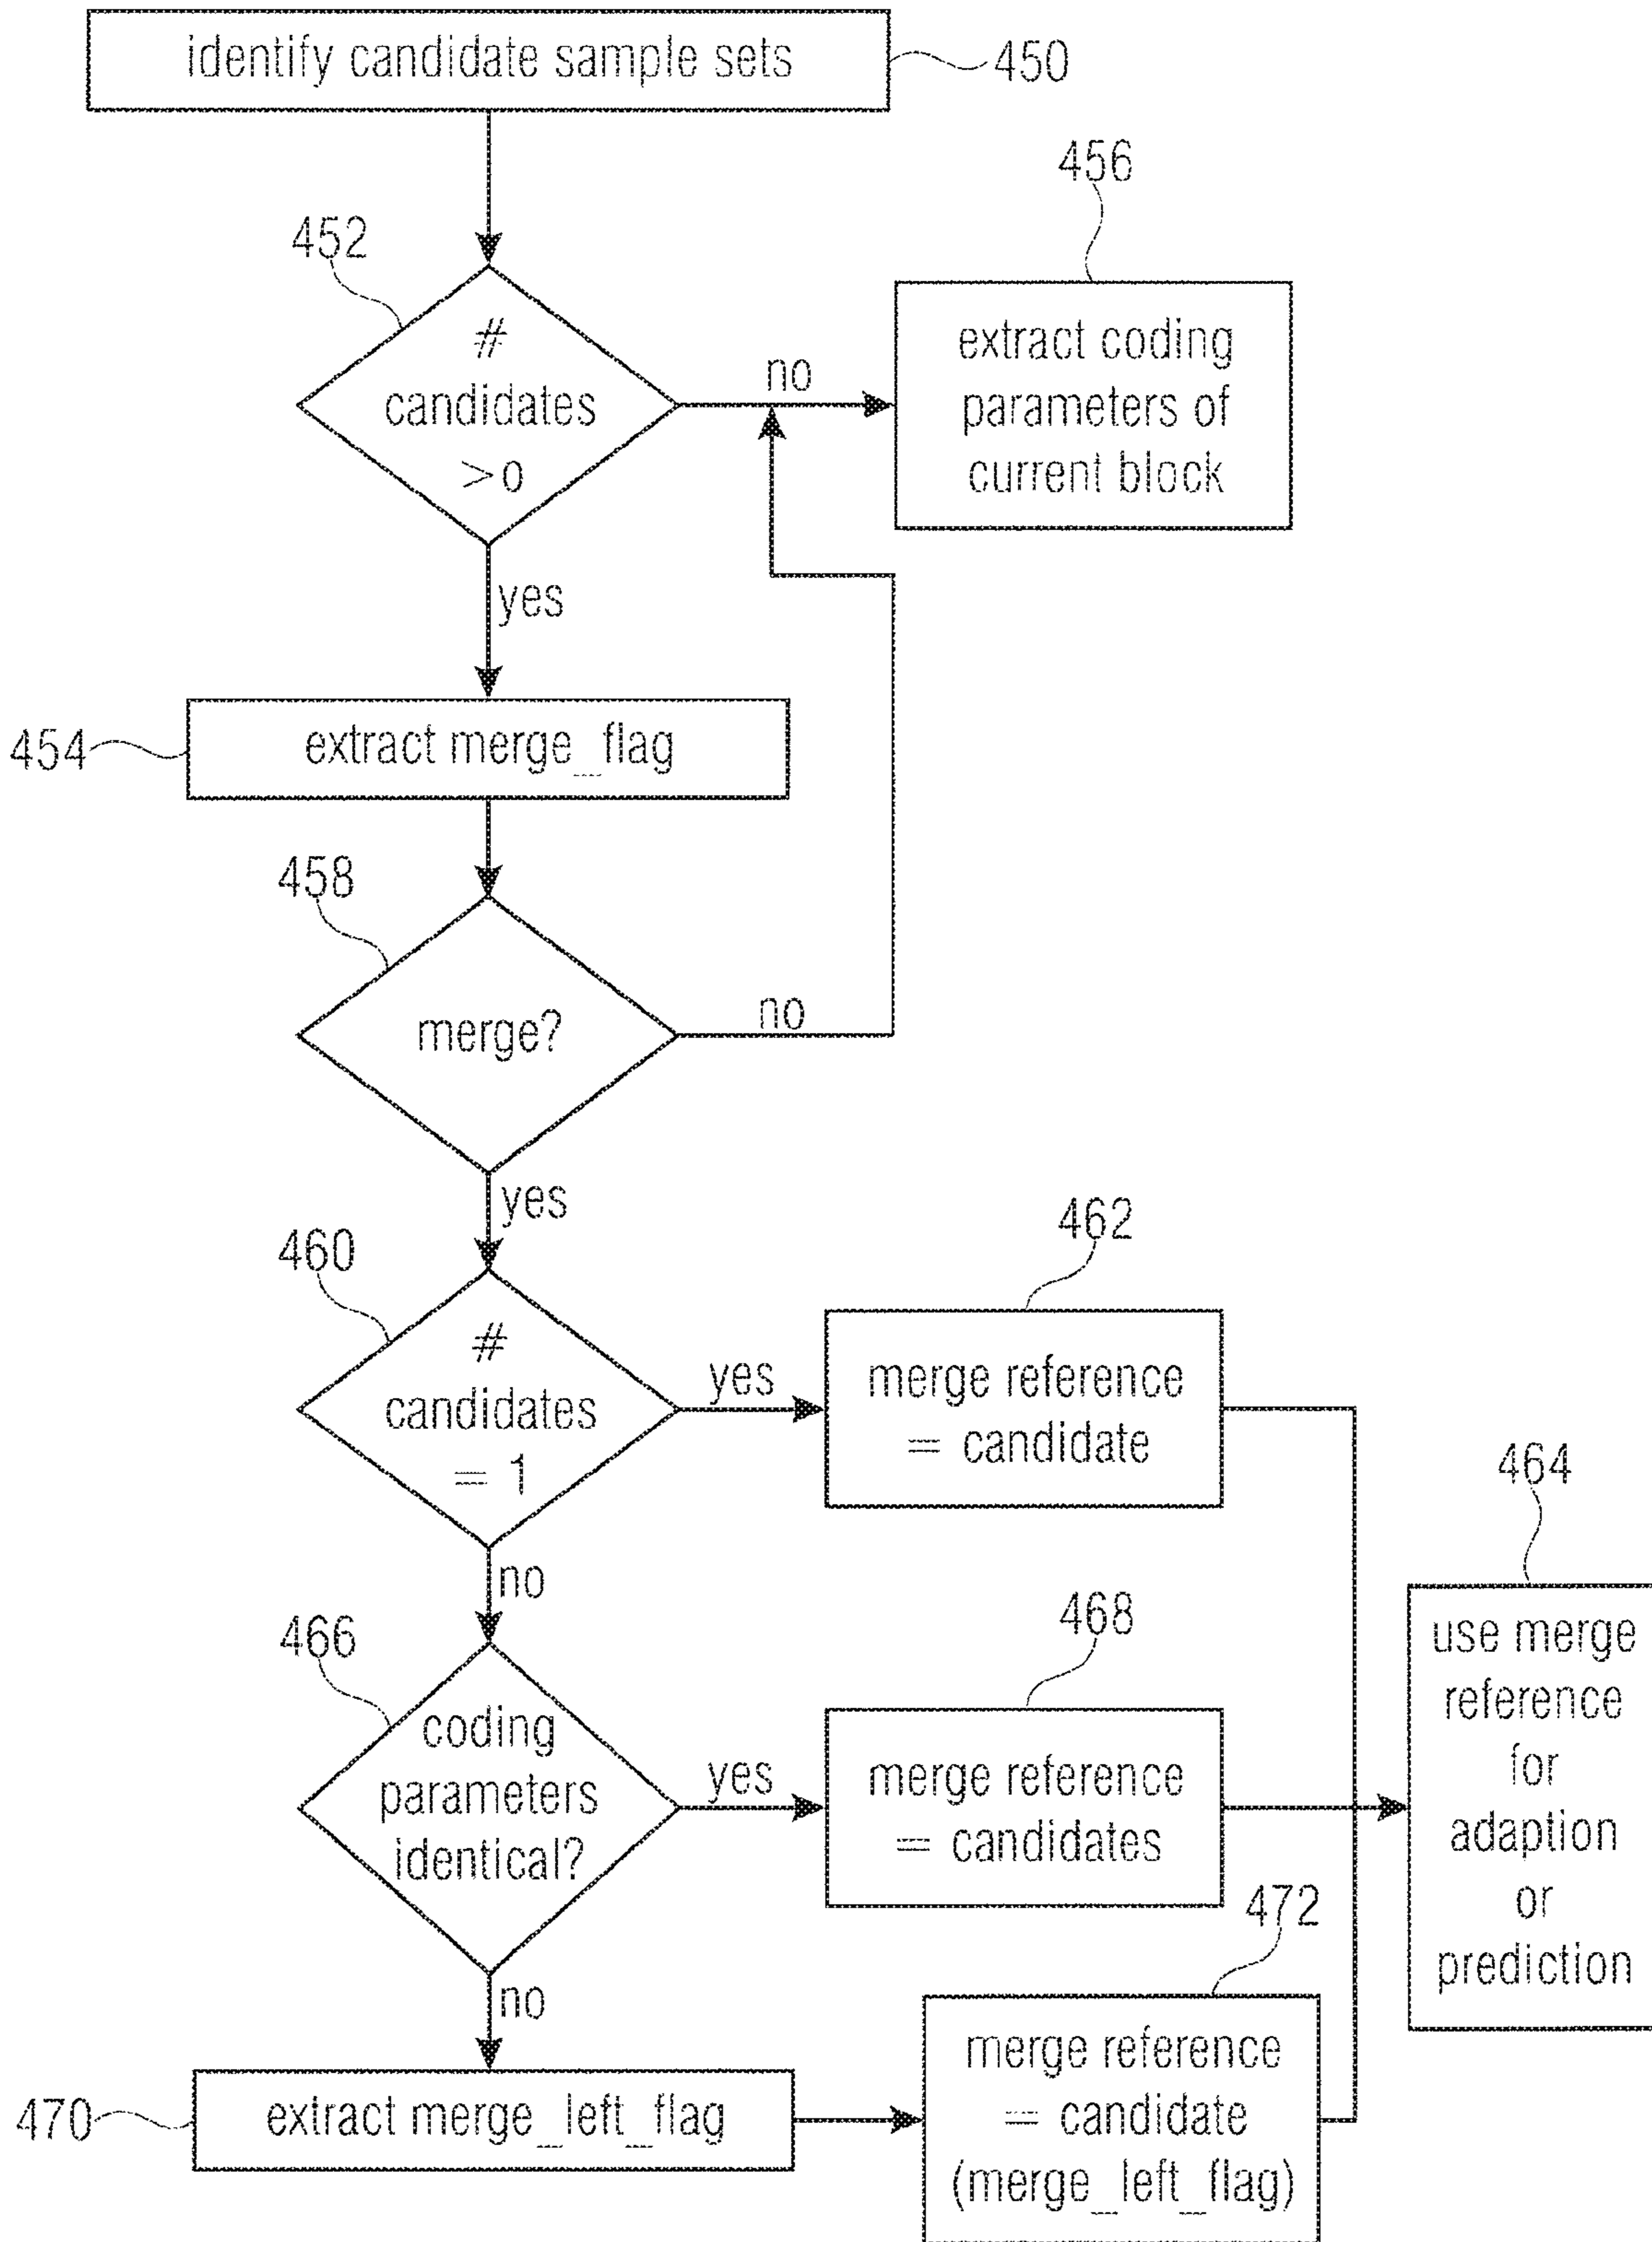 identify candidate sample sets
450
456
452
#
candidates
>o
no
extract coding
parameters of
current block
yes
454
extract merge_flag
458
merge?
no
yes
460
462
#
candidates
= 1
yes
merge reference
= candidate
464
no
466
468
coding
parameters
identical?
yes
merge reference
= candidates
use merge
reference
for
adaption
or
prediction
472
no
470
extract merge_left_flag
merge reference
= candidate
(merge_left_flag)